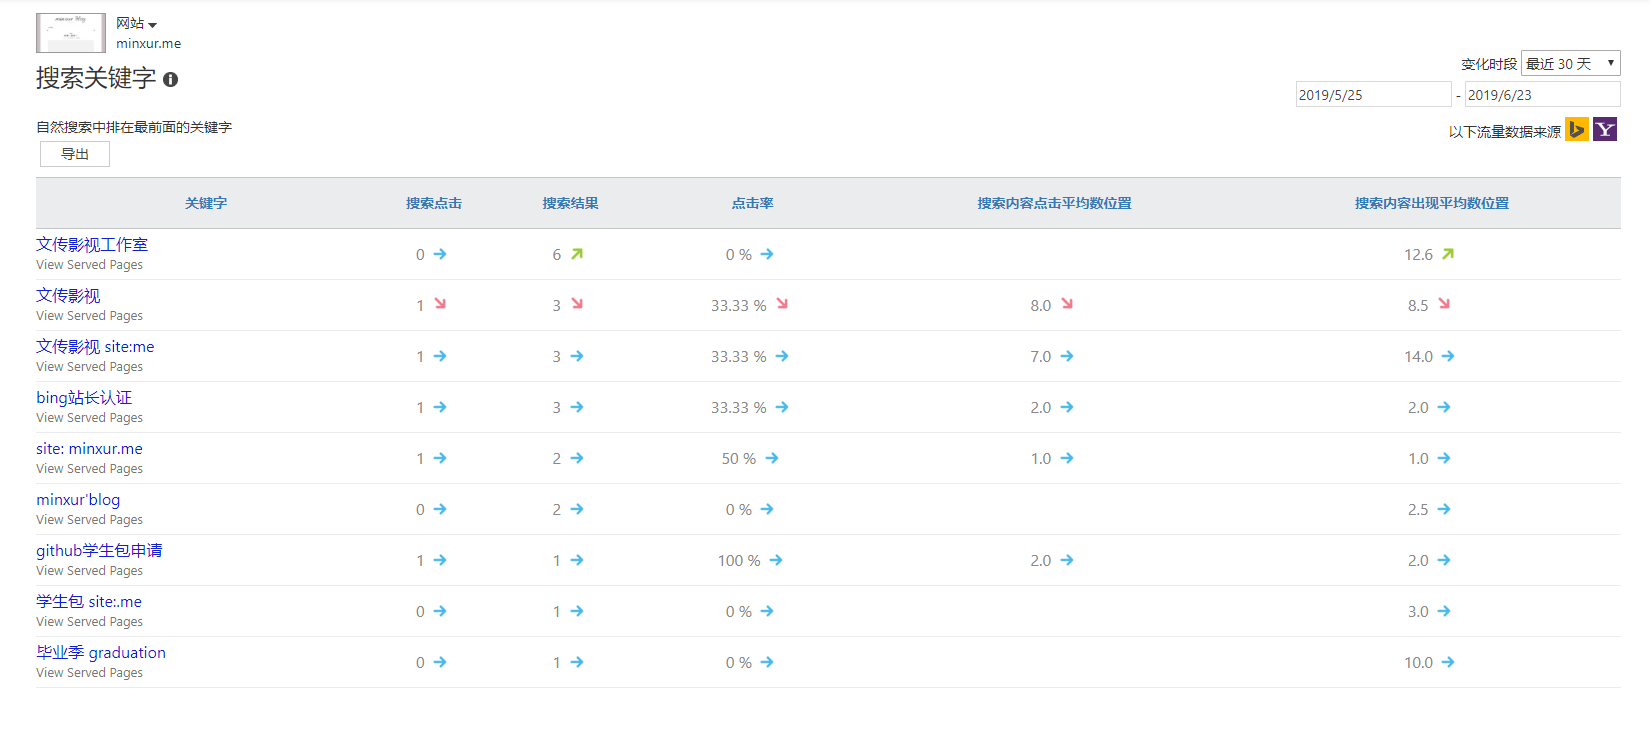 网站
minxur.me
搜索关键字
变化时段 最近 30 天
2019/5/25 - 2019/6/23
自然搜索中排在最前面的关键字
以下流量数据来源
导出
关键字 搜索点击 搜索结果 点击率 搜索内容点击平均数位置 搜索内容出现平均数位置
文传影视工作室 0 6 0 % 12.6
View Served Pages
文传影视 1 3 33.33 % 8.0 8.5
View Served Pages
文传影视 site:me 1 3 33.33 % 7.0 14.0
View Served Pages
bing站长认证 1 3 33.33 % 2.0 2.0
View Served Pages
site: minxur.me 1 2 50 % 1.0 1.0
View Served Pages
minxur'blog 0 2 0 % 2.5
View Served Pages
github学生包申请 1 1 100 % 2.0 2.0
View Served Pages
学生包 site:.me 0 1 0 % 3.0
View Served Pages
毕业季 graduation 0 1 0 % 10.0
View Served Pages